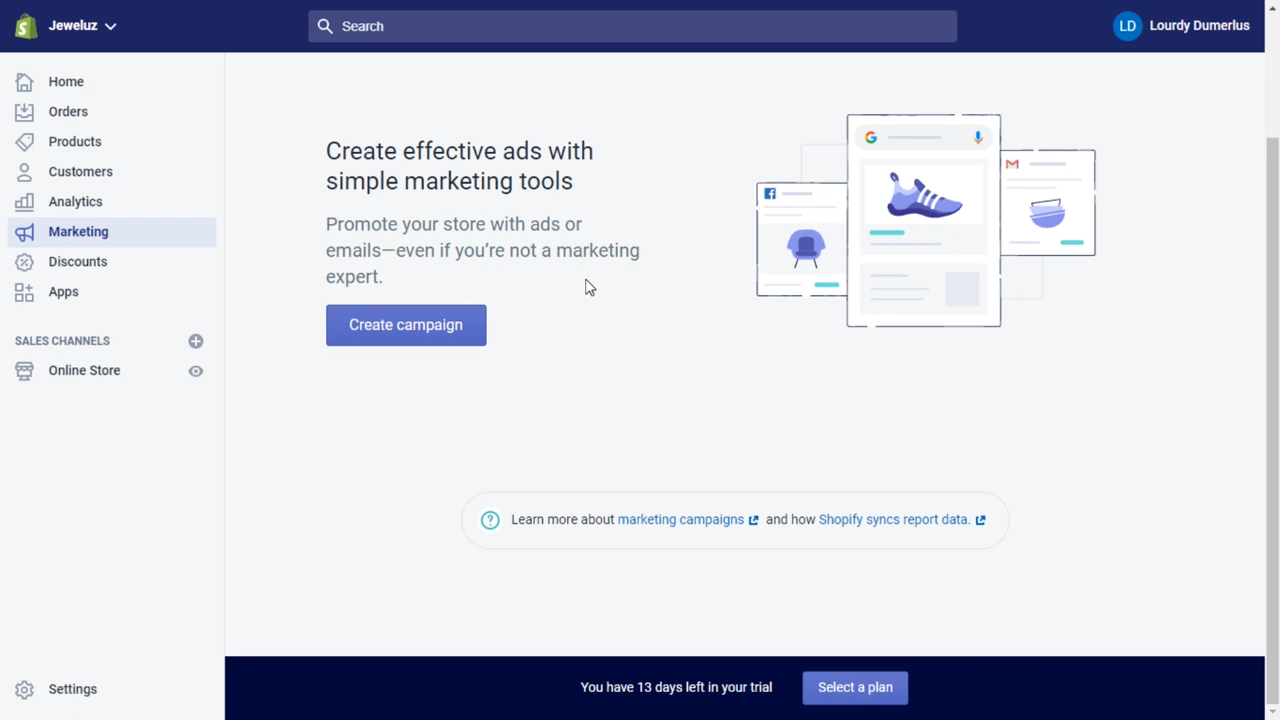 Jeweluz
Search
LD Lourdy Dumerlus
Home
Orders
Products
Customers
Analytics
Marketing
Discounts
Apps
SALES CHANNELS
Online Store
Settings
Create effective ads with
simple marketing tools
Promote your store with ads or
emails—even if you're not a marketing
expert.
Create campaign
Learn more about marketing campaigns and how Shopify syncs report data.
You have 13 days left in your trial
Select a plan